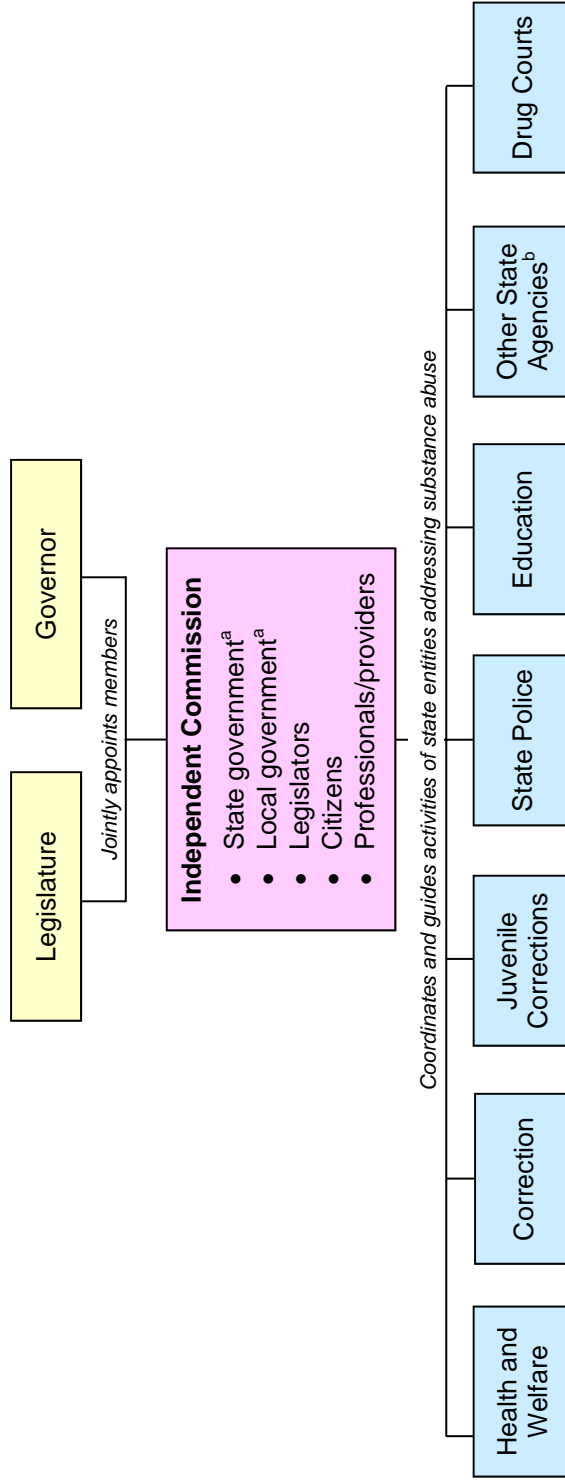 Legislature
Governor
Jointly appoints members
Independent Commission
• State governmentᵃ
• Local governmentᵃ
• Legislators
• Citizens
• Professionals/providers
Coordinates and guides activities of state entities addressing substance abuse
Health and
Welfare
Correction
Juvenile
Corrections
State Police
Education
Other State
Agenciesᵇ
Drug Courts